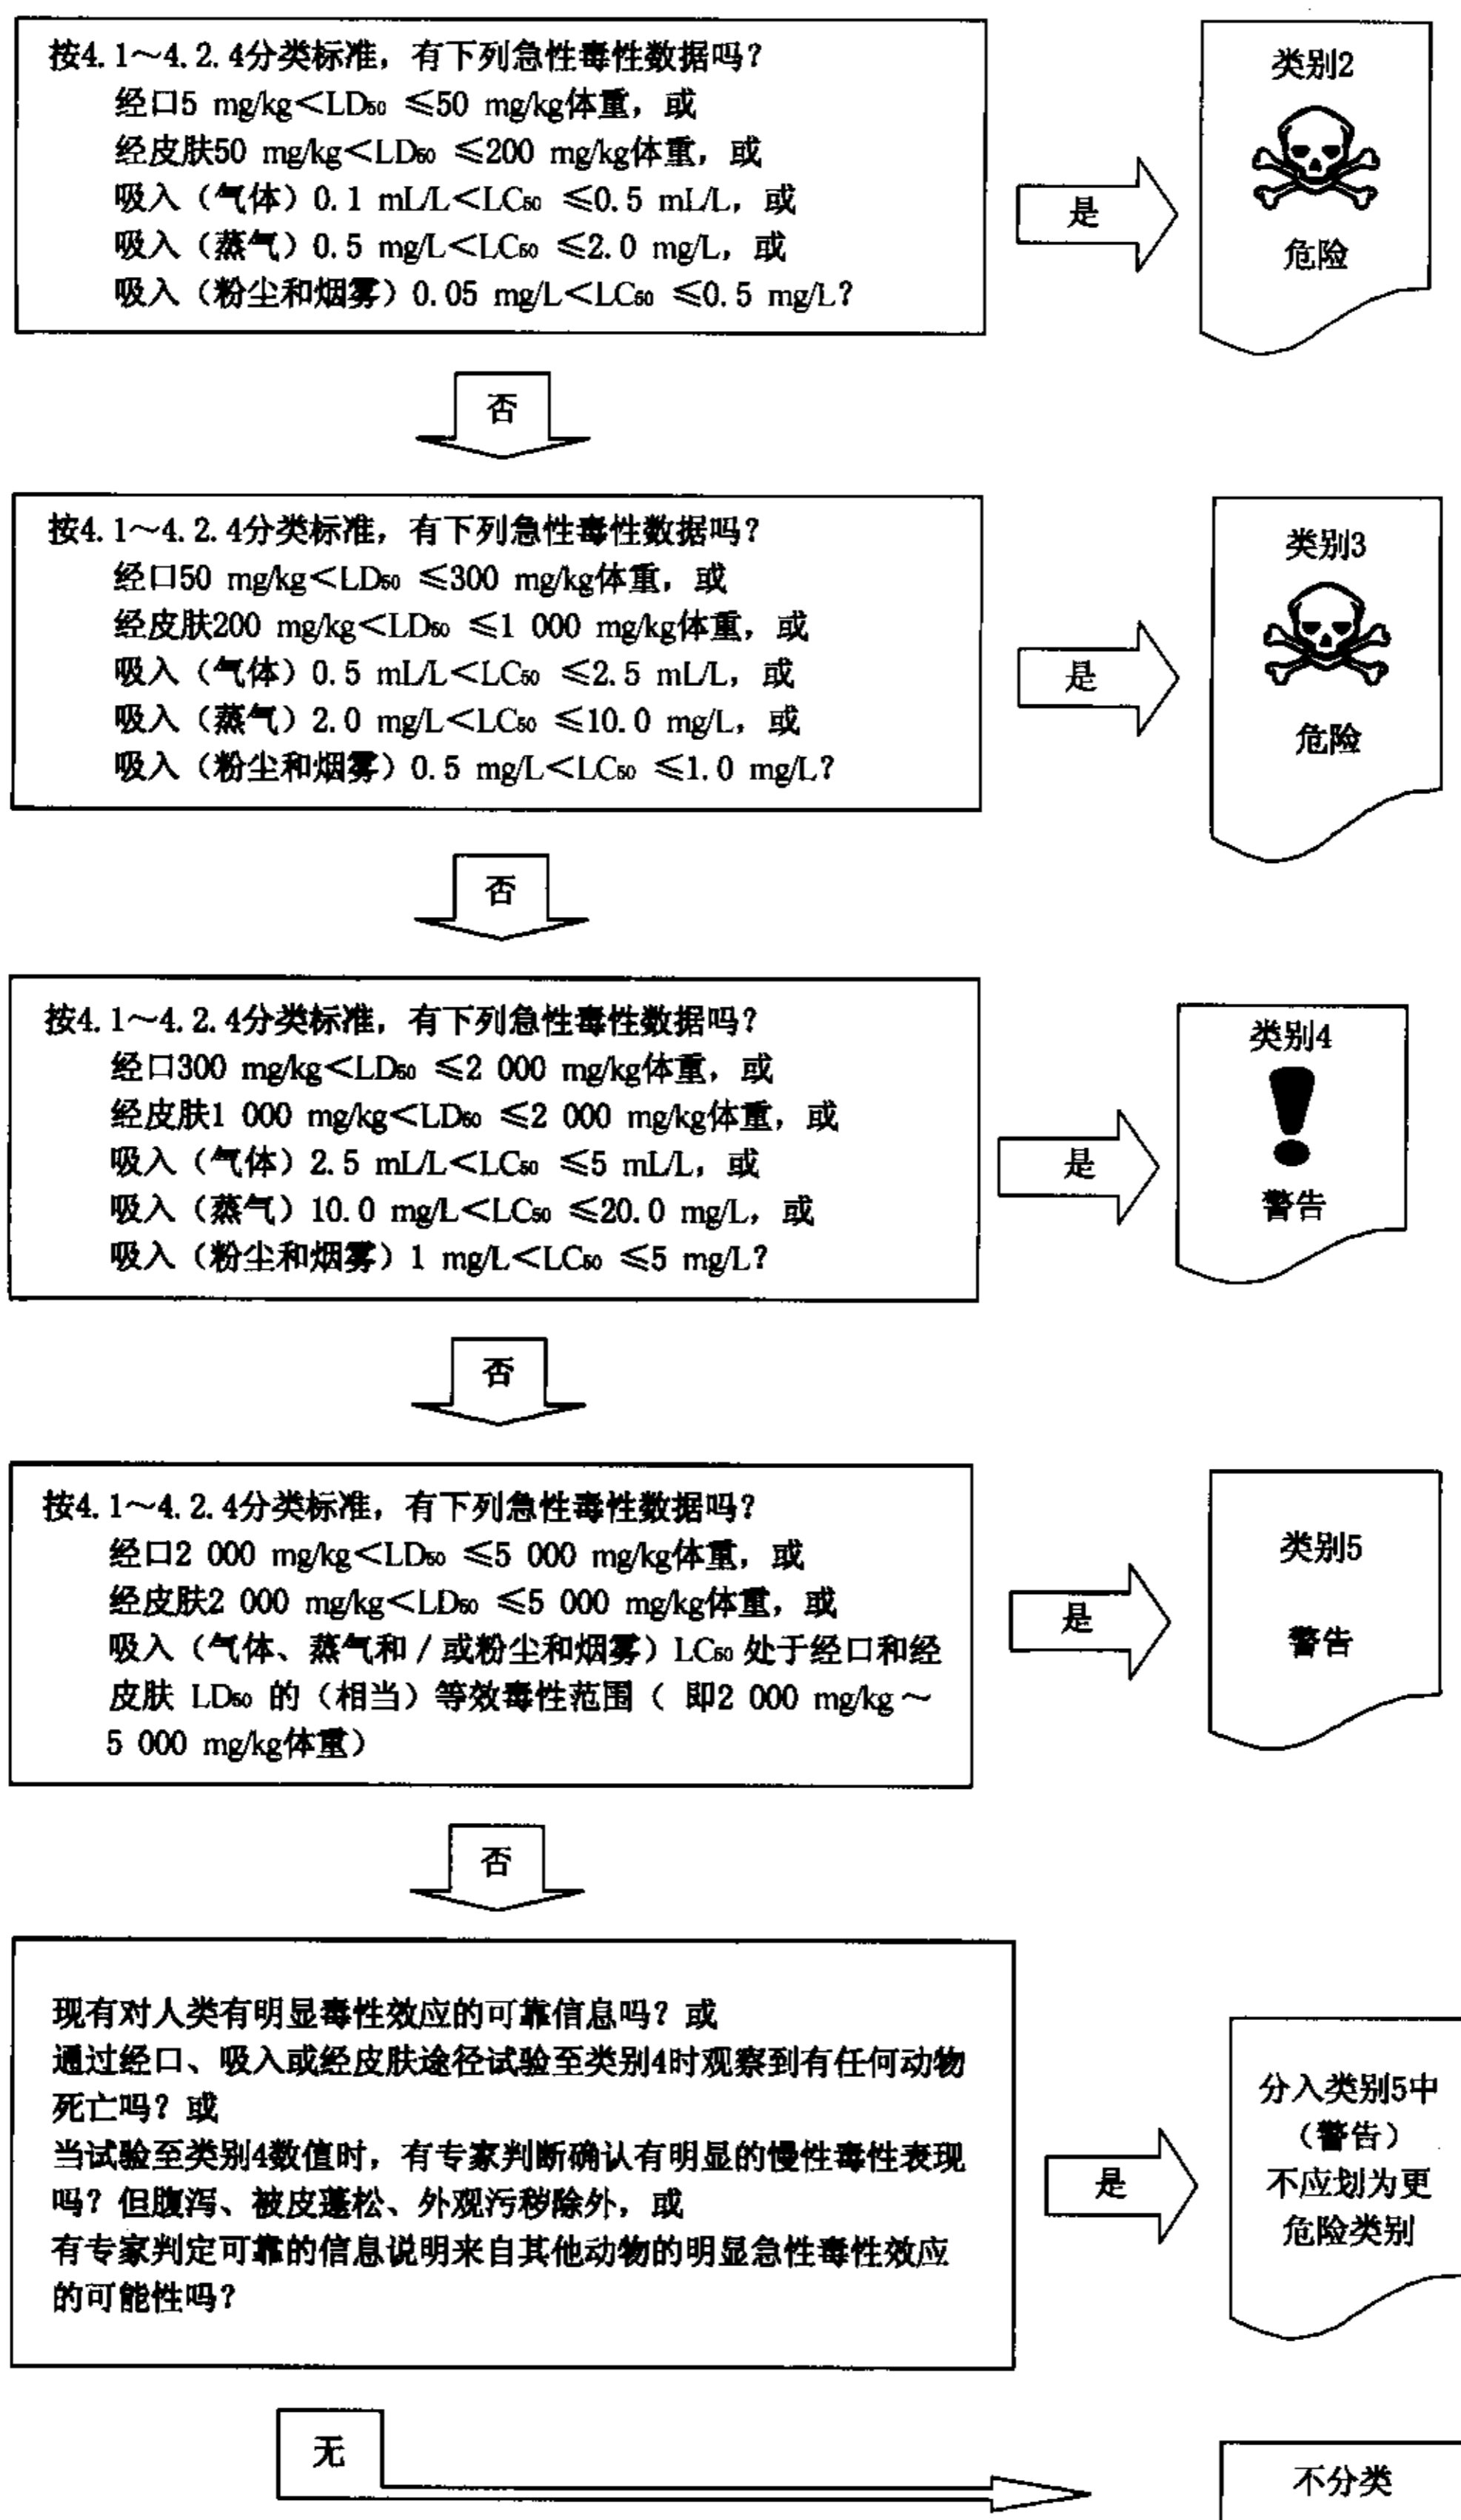 按4.1～4.2.4分类标准，有下列急性毒性数据吗？
经口5 mg/kg＜LD₅₀ ≤50 mg/kg体重，或
经皮肤50 mg/kg＜LD₅₀ ≤200 mg/kg体重，或
吸入（气体）0.1 mL/L＜LC₅₀ ≤0.5 mL/L，或
吸入（蒸气）0.5 mg/L＜LC₅₀ ≤2.0 mg/L，或
吸入（粉尘和烟雾）0.05 mg/L＜LC₅₀ ≤0.5 mg/L？
是
类别2
危险
否
按4.1～4.2.4分类标准，有下列急性毒性数据吗？
经口50 mg/kg＜LD₅₀ ≤300 mg/kg体重，或
经皮肤200 mg/kg＜LD₅₀ ≤1 000 mg/kg体重，或
吸入（气体）0.5 mL/L＜LC₅₀ ≤2.5 mL/L，或
吸入（蒸气）2.0 mg/L＜LC₅₀ ≤10.0 mg/L，或
吸入（粉尘和烟雾）0.5 mg/L＜LC₅₀ ≤1.0 mg/L？
是
类别3
危险
否
按4.1～4.2.4分类标准，有下列急性毒性数据吗？
经口300 mg/kg＜LD₅₀ ≤2 000 mg/kg体重，或
经皮肤1 000 mg/kg＜LD₅₀ ≤2 000 mg/kg体重，或
吸入（气体）2.5 mL/L＜LC₅₀ ≤5 mL/L，或
吸入（蒸气）10.0 mg/L＜LC₅₀ ≤20.0 mg/L，或
吸入（粉尘和烟雾）1 mg/L＜LC₅₀ ≤5 mg/L？
是
类别4
警告
否
按4.1～4.2.4分类标准，有下列急性毒性数据吗？
经口2 000 mg/kg＜LD₅₀ ≤5 000 mg/kg体重，或
经皮肤2 000 mg/kg＜LD₅₀ ≤5 000 mg/kg体重，或
吸入（气体、蒸气和/或粉尘和烟雾）LC₅₀ 处于经口和经
皮肤 LD₅₀ 的（相当）等效毒性范围（ 即2 000 mg/kg～
5 000 mg/kg体重）
是
类别5
警告
否
现有对人类有明显毒性效应的可靠信息吗？或
通过经口、吸入或经皮肤途径试验至类别4时观察到有任何动物
死亡吗？或
当试验至类别4数值时，有专家判断确认有明显的慢性毒性表现
吗？但腹泻、被皮蓬松、外观污秽除外，或
有专家判定可靠的信息说明来自其他动物的明显急性毒性效应
的可能性吗？
是
分入类别5中
（警告）
不应划为更
危险类别
无
不分类